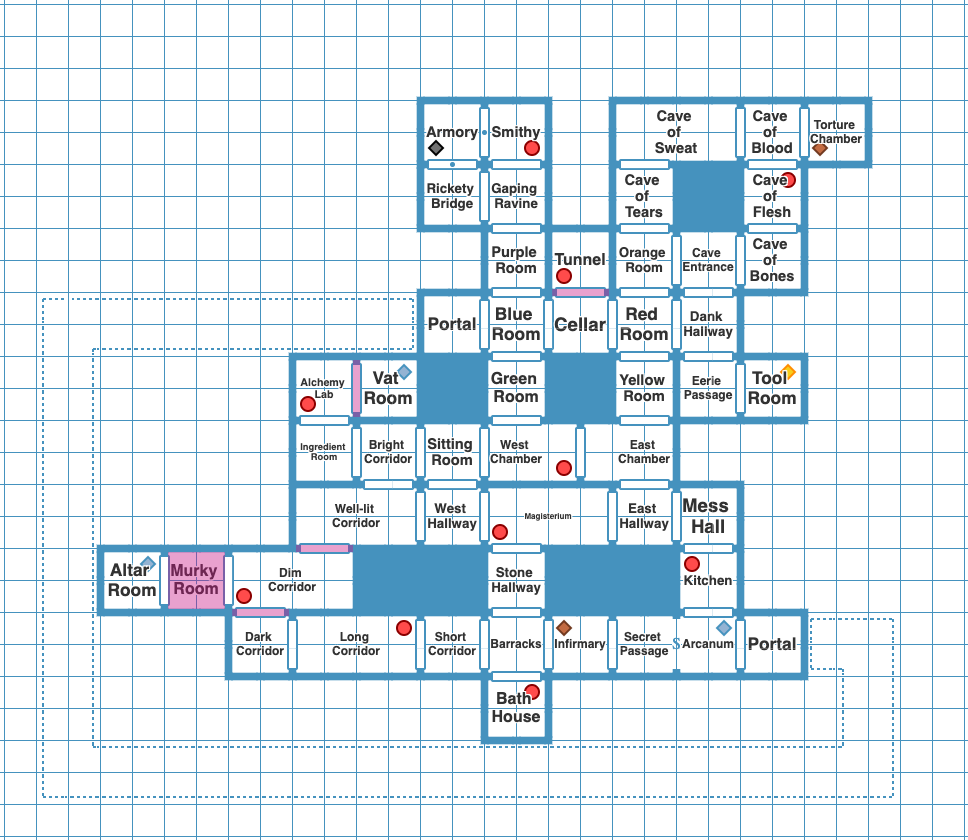 Armory
Smithy
Cave
of
Sweat
Cave
of
Blood
Torture
Chamber
Rickety
Bridge
Gaping
Ravine
Cave
of
Tears
Cave
of
Flesh
Purple
Room
Tunnel
Orange
Room
Cave
Entrance
Cave
of
Bones
Portal
Blue
Room
Cellar
Red
Room
Dank
Hallway
Alchemy
Lab
Vat
Room
Green
Room
Yellow
Room
Eerie
Passage
Tool
Room
Ingredient
Room
Bright
Corridor
Sitting
Room
West
Chamber
East
Chamber
Well-lit
Corridor
West
Hallway
Magisterium
East
Hallway
Mess
Hall
Altar
Room
Murky
Room
Dim
Corridor
Stone
Hallway
Kitchen
Dark
Corridor
Long
Corridor
Short
Corridor
Barracks
Infirmary
Secret
Passage
S
Arcanum
Portal
Bath
House